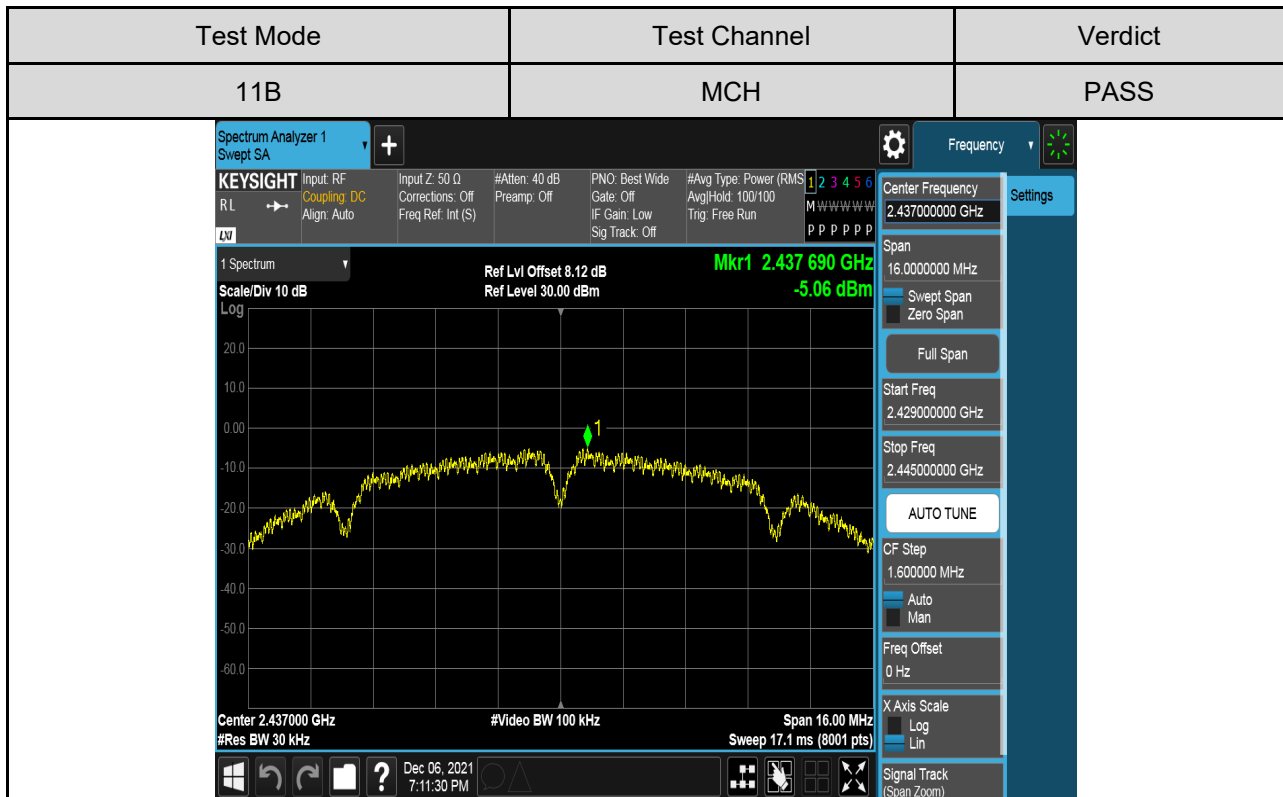 Test Mode Test Channel Verdict
11B MCH PASS
Spectrum Analyzer 1
Swept SA
+
Frequency
KEYSIGHT
RL
LXI
Input: RF
Coupling: DC
Align: Auto
Input Z: 50 Ω
Corrections: Off
Freq Ref: Int (S)
#Atten: 40 dB
Preamp: Off
PNO: Best Wide
Gate: Off
IF Gain: Low
Sig Track: Off
#Avg Type: Power (RMS
Avg|Hold: 100/100
Trig: Free Run
1 2 3 4 5 6
M W W W W W
P P P P P P
1 Spectrum
Scale/Div 10 dB
Ref Lvl Offset 8.12 dB
Ref Level 30.00 dBm
Mkr1 2.437 690 GHz
-5.06 dBm
Log
20.0
10.0
0.00
-10.0
-20.0
-30.0
-40.0
-50.0
-60.0
1
Center 2.437000 GHz
#Res BW 30 kHz
#Video BW 100 kHz
Span 16.00 MHz
Sweep 17.1 ms (8001 pts)
?
Dec 06, 2021
7:11:30 PM
Center Frequency
2.437000000 GHz
Span
16.0000000 MHz
Swept Span
Zero Span
Full Span
Start Freq
2.429000000 GHz
Stop Freq
2.445000000 GHz
AUTO TUNE
CF Step
1.600000 MHz
Auto
Man
Freq Offset
0 Hz
X Axis Scale
Log
Lin
Signal Track
(Span Zoom)
Settings